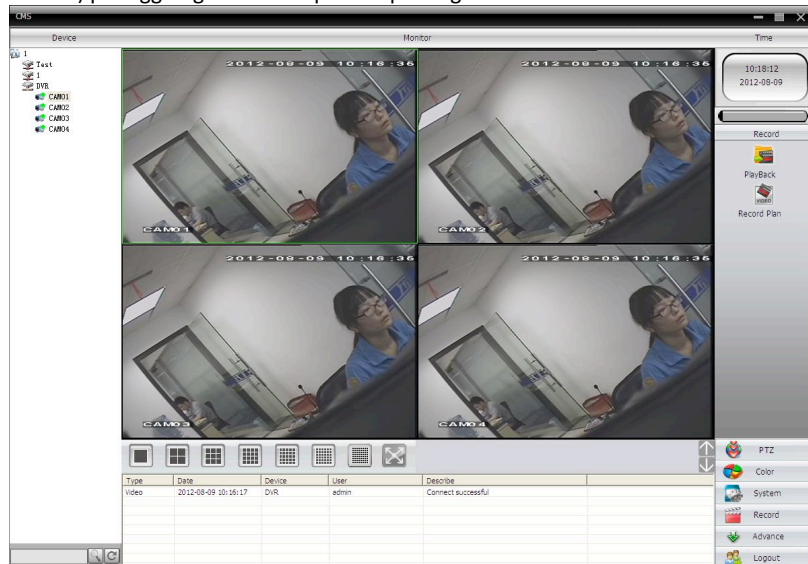 CMS
Device
Monitor
Time
1
Test
1
DVR
CAM01
CAM02
CAM03
CAM04
2012-08-09 10:16:36
CAM01
2012-08-09 10:16:36
CAM02
2012-08-09 10:16:36
CAM03
2012-08-09 10:16:36
CAM04
10:18:12
2012-08-09
Record
PlayBack
VIDEO
Record Plan
PTZ
Color
System
Record
Advance
Logout
Type Date Device User Describe
Video 2012-08-09 10:16:17 DVR admin Connect successful